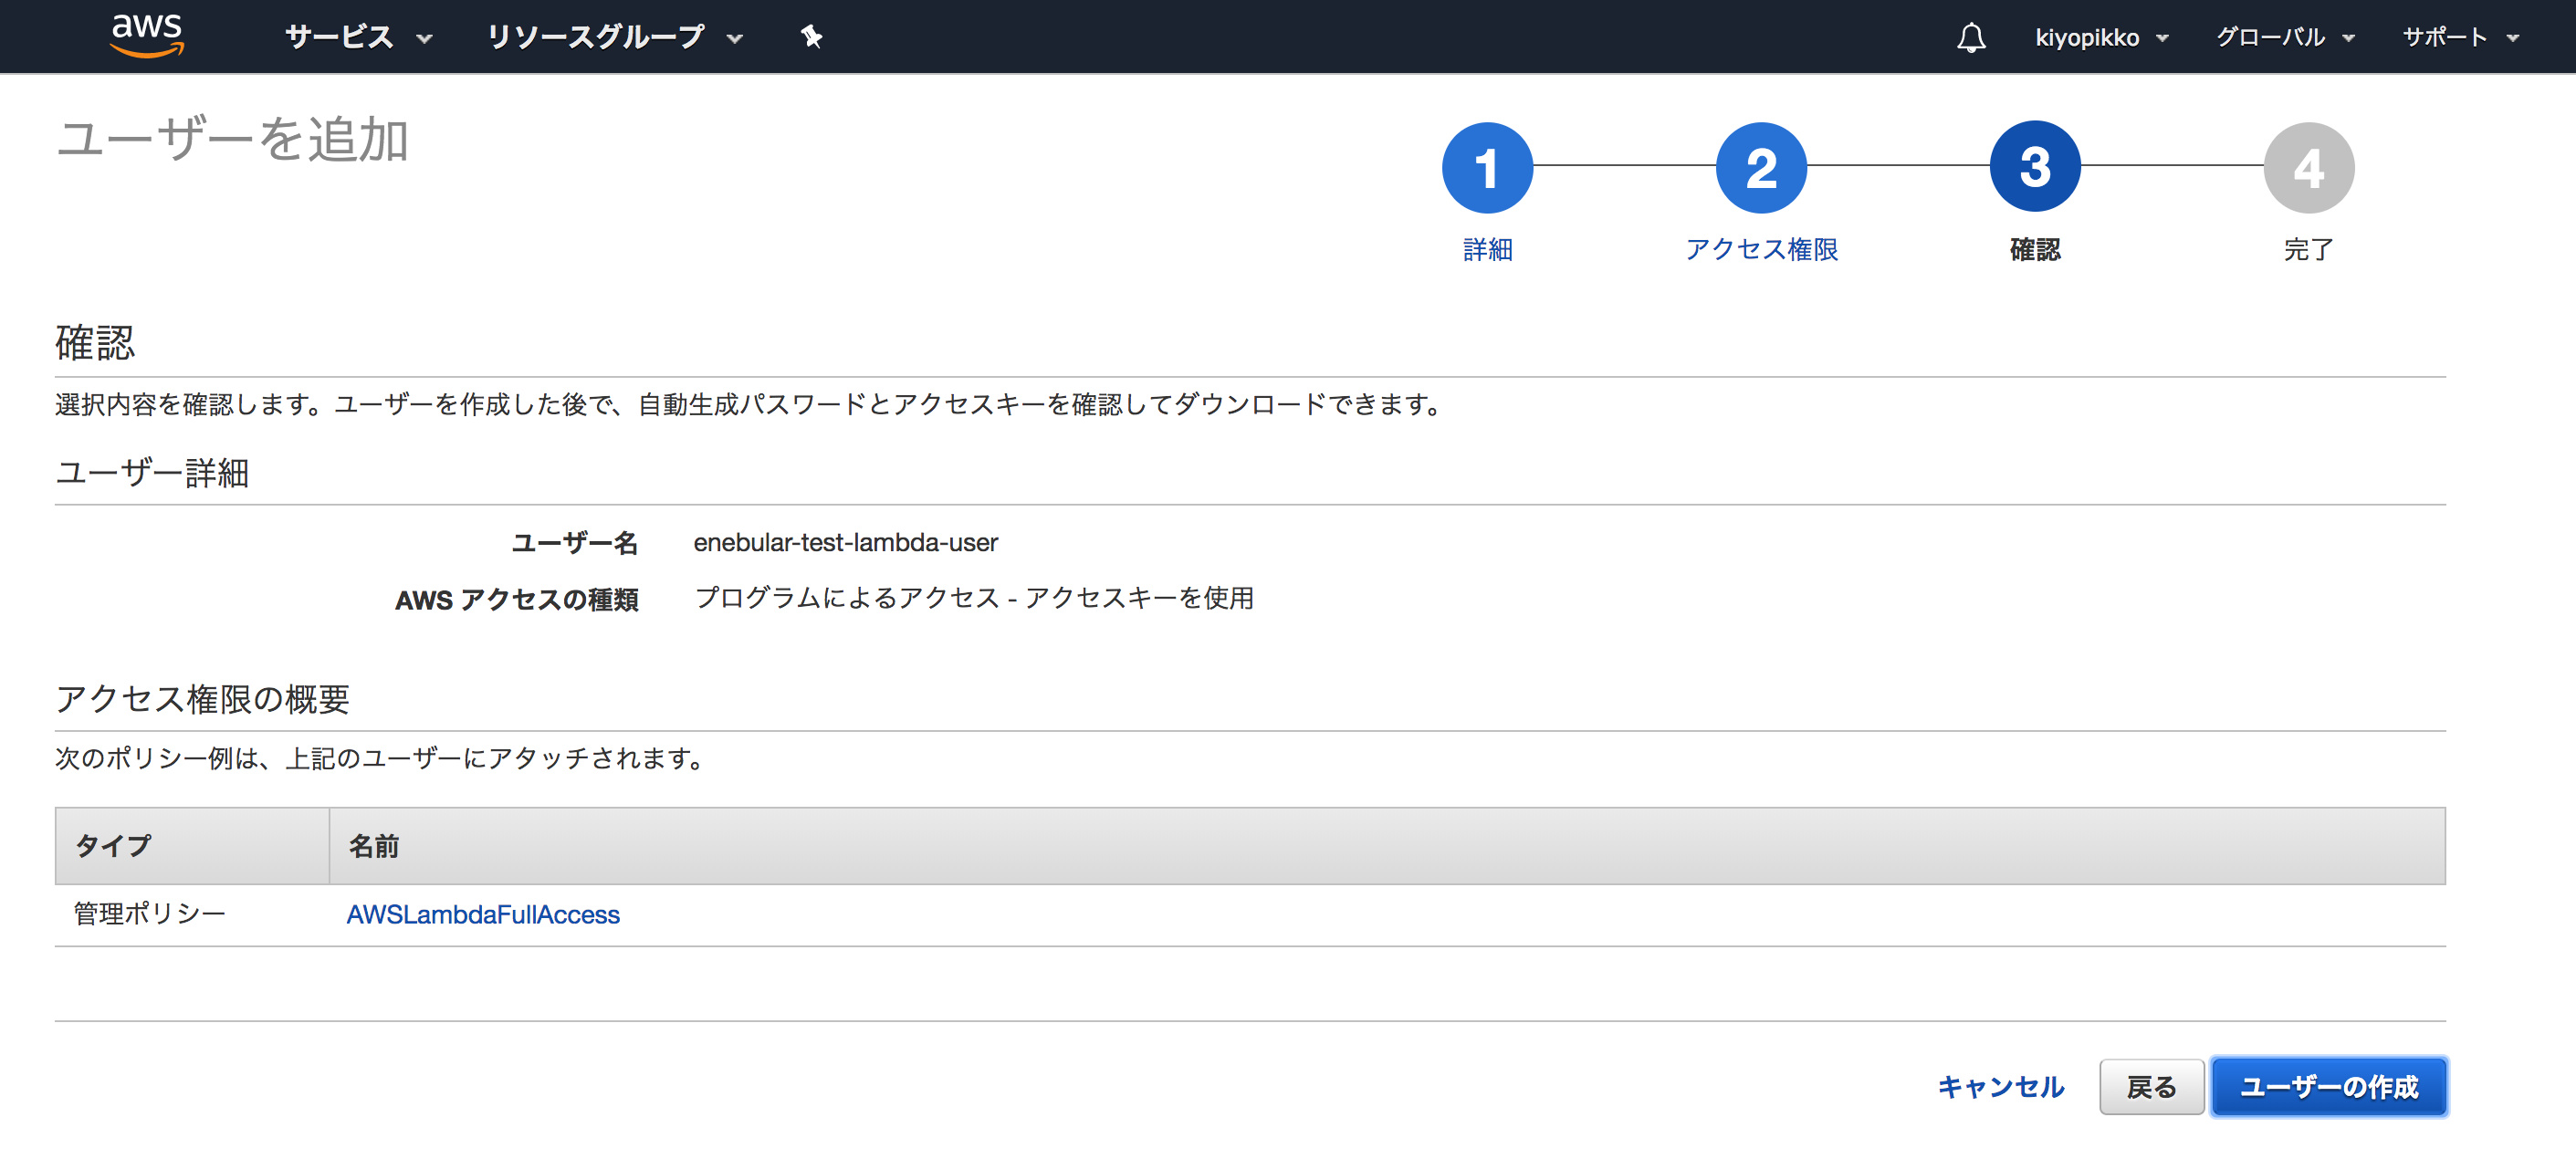 aws サービス リソースグループ kiyopikko グローバル サポート
ユーザーを追加
1 2 3 4
詳細 アクセス権限 確認 完了
確認
選択内容を確認します。ユーザーを作成した後で、自動生成パスワードとアクセスキーを確認してダウンロードできます。
ユーザー詳細
ユーザー名 enebular-test-lambda-user
AWS アクセスの種類 プログラムによるアクセス - アクセスキーを使用
アクセス権限の概要
次のポリシー例は、上記のユーザーにアタッチされます。
タイプ 名前
管理ポリシー AWSLambdaFullAccess
キャンセル 戻る ユーザーの作成